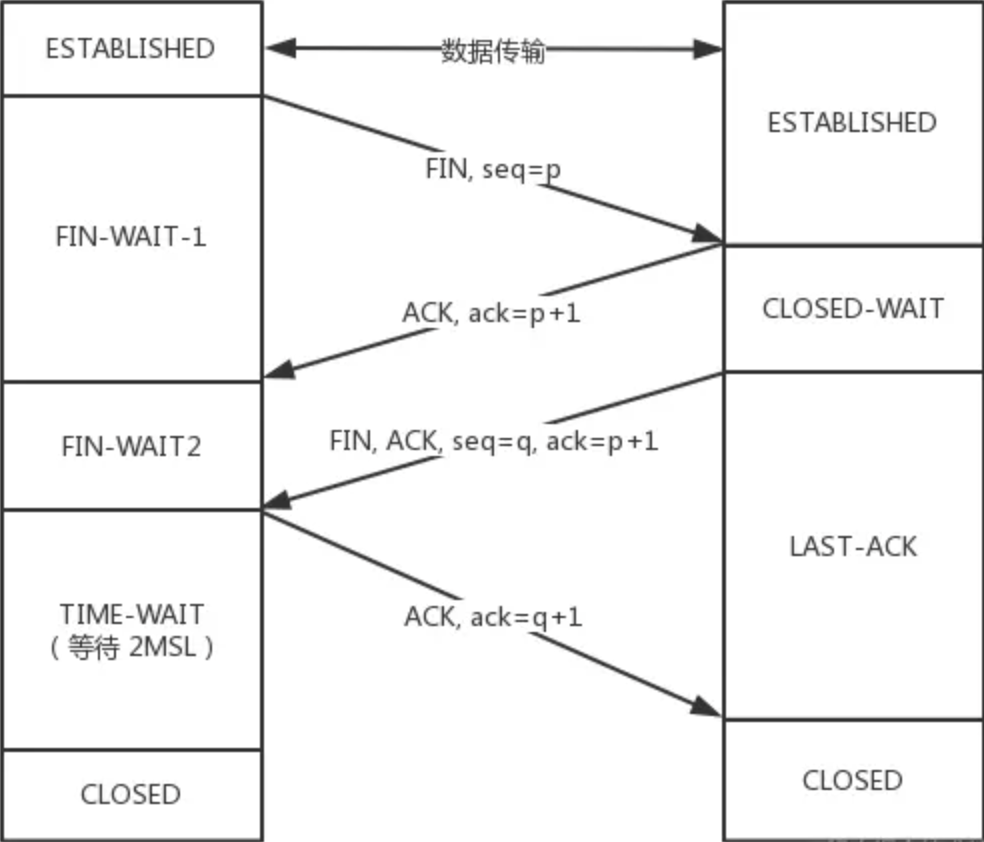 ESTABLISHED
数据传输
ESTABLISHED
FIN, seq=p
FIN-WAIT-1
ACK, ack=p+1
CLOSED-WAIT
FIN-WAIT2
FIN, ACK, seq=q, ack=p+1
LAST-ACK
TIME-WAIT
（等待 2MSL）
ACK, ack=q+1
CLOSED
CLOSED